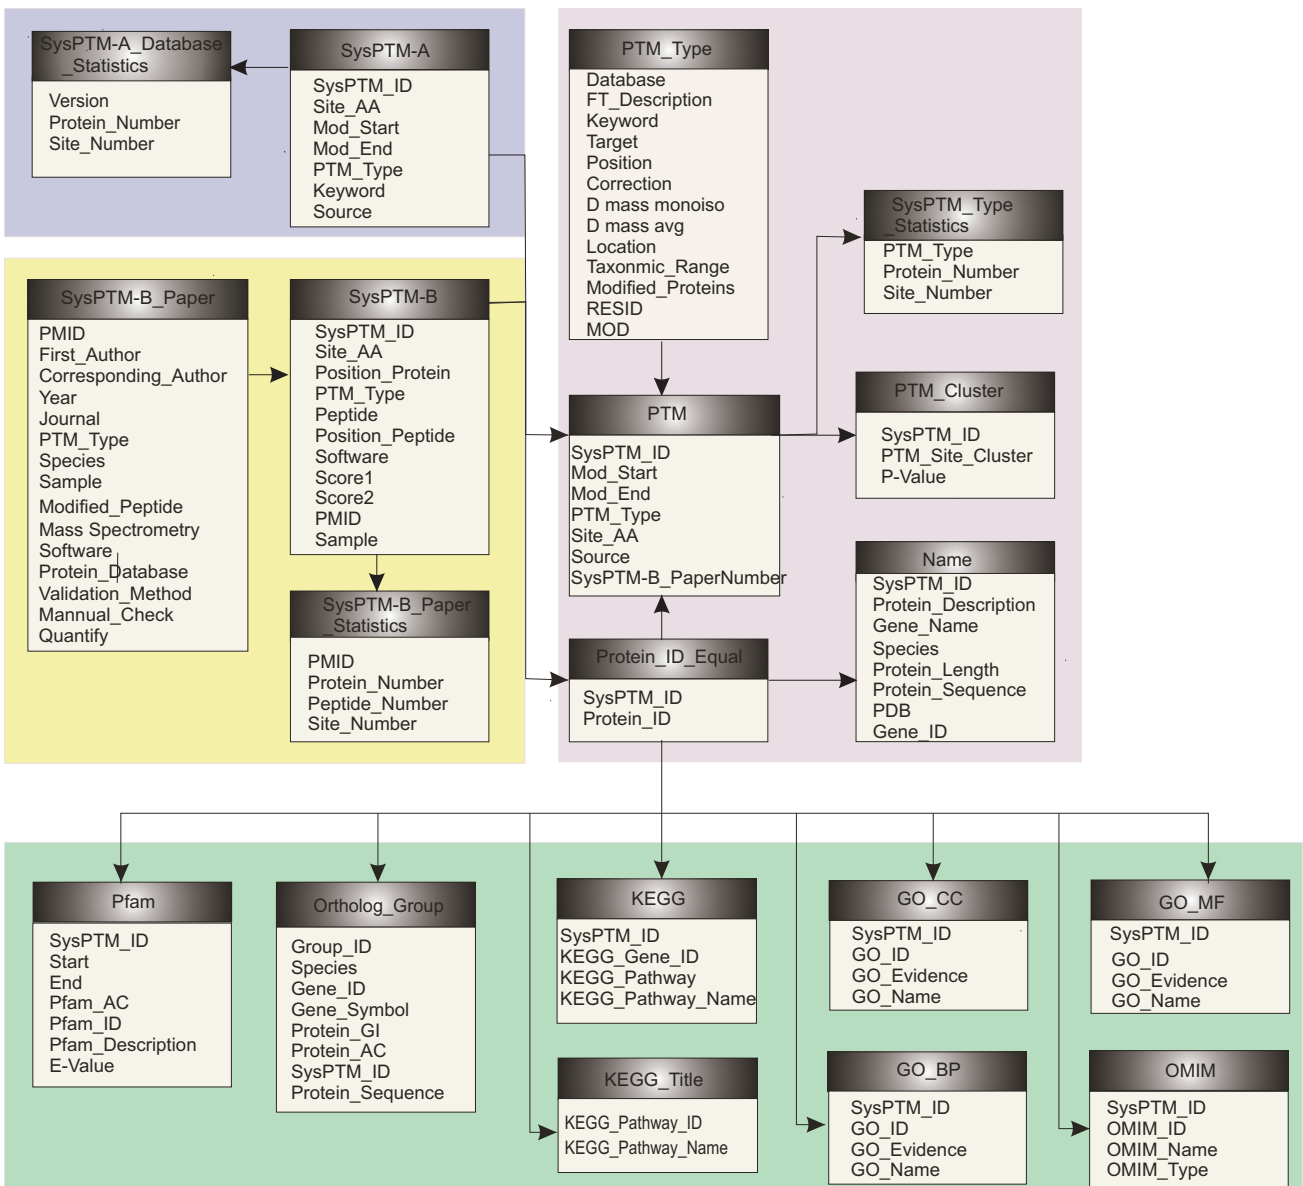 SysPTM-A_Database
_Statistics
Version
Protein_Number
Site_Number
SysPTM-A
SysPTM_ID
Site_AA
Mod_Start
Mod_End
PTM_Type
Keyword
Source
PTM_Type
Database
FT_Description
Keyword
Target
Position
Correction
D mass monoiso
D mass avg
Location
Taxonmic_Range
Modified_Proteins
RESID
MOD
SysPTM_Type
_Statistics
PTM_Type
Protein_Number
Site_Number
SysPTM-B_Paper
PMID
First_Author
Corresponding_Author
Year
Journal
PTM_Type
Species
Sample
Modified_Peptide
Mass Spectrometry
Software
Protein_Database
Validation_Method
Mannual_Check
Quantify
SysPTM-B
SysPTM_ID
Site_AA
Position_Protein
PTM_Type
Peptide
Position_Peptide
Software
Score1
Score2
PMID
Sample
SysPTM-B_Paper
_Statistics
PMID
Protein_Number
Peptide_Number
Site_Number
PTM
SysPTM_ID
Mod_Start
Mod_End
PTM_Type
Site_AA
Source
SysPTM-B_PaperNumber
PTM_Cluster
SysPTM_ID
PTM_Site_Cluster
P-Value
Protein_ID_Equal
SysPTM_ID
Protein_ID
Name
SysPTM_ID
Protein_Description
Gene_Name
Species
Protein_Length
Protein_Sequence
PDB
Gene_ID
Pfam
SysPTM_ID
Start
End
Pfam_AC
Pfam_ID
Pfam_Description
E-Value
Ortholog_Group
Group_ID
Species
Gene_ID
Gene_Symbol
Protein_GI
Protein_AC
SysPTM_ID
Protein_Sequence
KEGG
SysPTM_ID
KEGG_Gene_ID
KEGG_Pathway
KEGG_Pathway_Name
KEGG_Title
KEGG_Pathway_ID
KEGG_Pathway_Name
GO_CC
SysPTM_ID
GO_ID
GO_Evidence
GO_Name
GO_BP
SysPTM_ID
GO_ID
GO_Evidence
GO_Name
GO_MF
SysPTM_ID
GO_ID
GO_Evidence
GO_Name
OMIM
SysPTM_ID
OMIM_ID
OMIM_Name
OMIM_Type